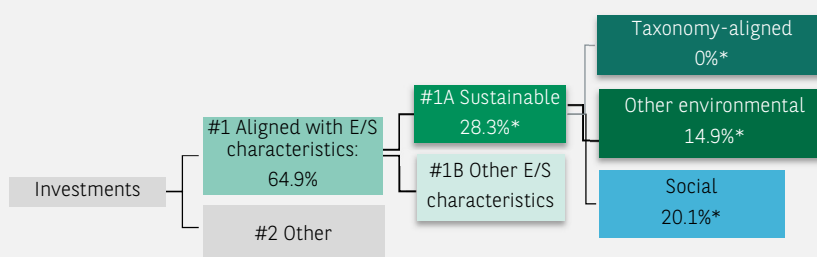 Investments
#1 Aligned with E/S
characteristics:
64.9%
#2 Other
#1A Sustainable
28.3%*
#1B Other E/S
characteristics
Taxonomy-aligned
0%*
Other environmental
14.9%*
Social
20.1%*